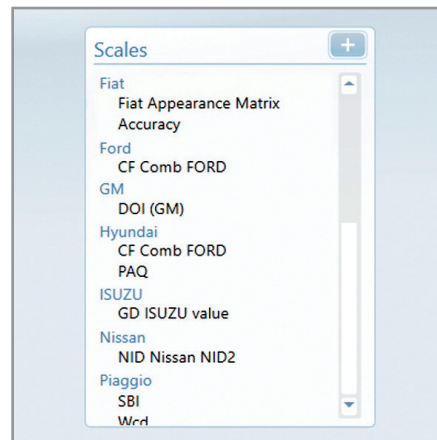 Scales
+
Fiat
Fiat Appearance Matrix
Accuracy
Ford
CF Comb FORD
GM
DOI (GM)
Hyundai
CF Comb FORD
PAQ
ISUZU
GD ISUZU value
Nissan
NID Nissan NID2
Piaggio
SBI
Wcd